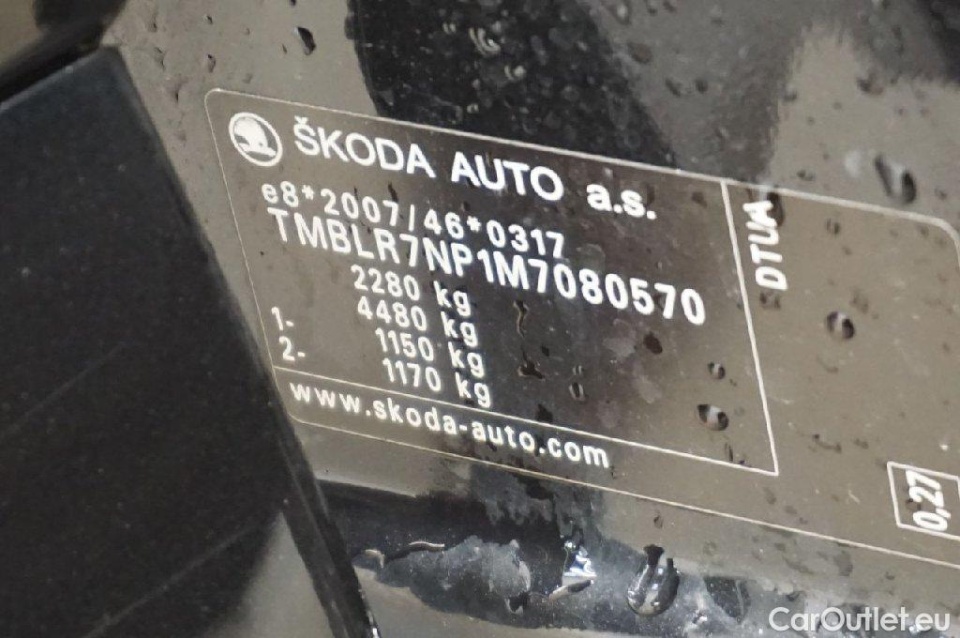 ŠKODA AUTO a.s.
e8*2007/46*0317
TMBLR7NP1M7080570
2280 kg
4480 kg
1- 1150 kg
2- 1170 kg
www.skoda-auto.com
DTUA
0,27
CarOutlet.eu